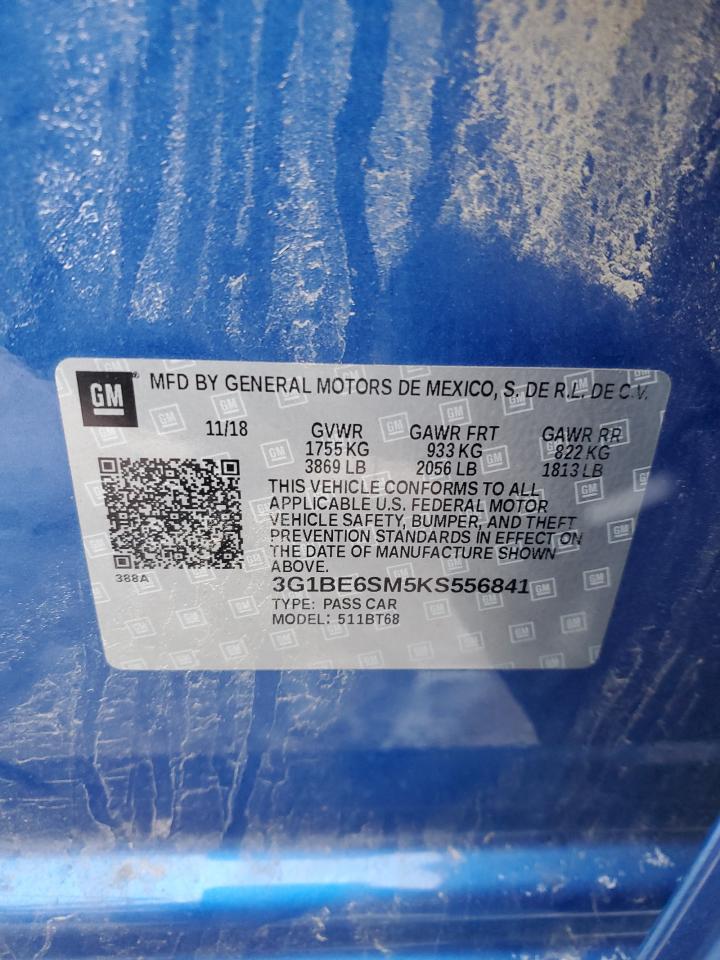 GM
MFD BY GENERAL MOTORS DE MEXICO, S. DE R.L. DE C.V.
11/18 GVWR GAWR FRT GAWR RR
1755 KG 933 KG 822 KG
3869 LB 2056 LB 1813 LB
THIS VEHICLE CONFORMS TO ALL
APPLICABLE U.S. FEDERAL MOTOR
VEHICLE SAFETY, BUMPER, AND THEFT
PREVENTION STANDARDS IN EFFECT ON
THE DATE OF MANUFACTURE SHOWN
ABOVE.
388A
3G1BE6SM5KS556841
TYPE: PASS CAR
MODEL: 511BT68